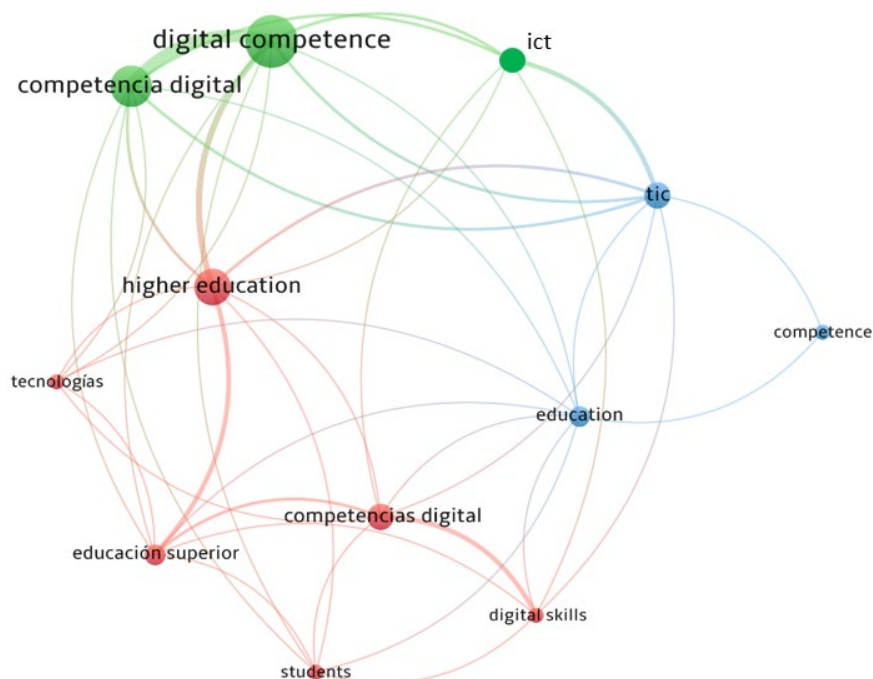 digital competence
ict
competencia digital
tic
higher education
competence
tecnologías
education
competencias digital
educación superior
digital skills
students